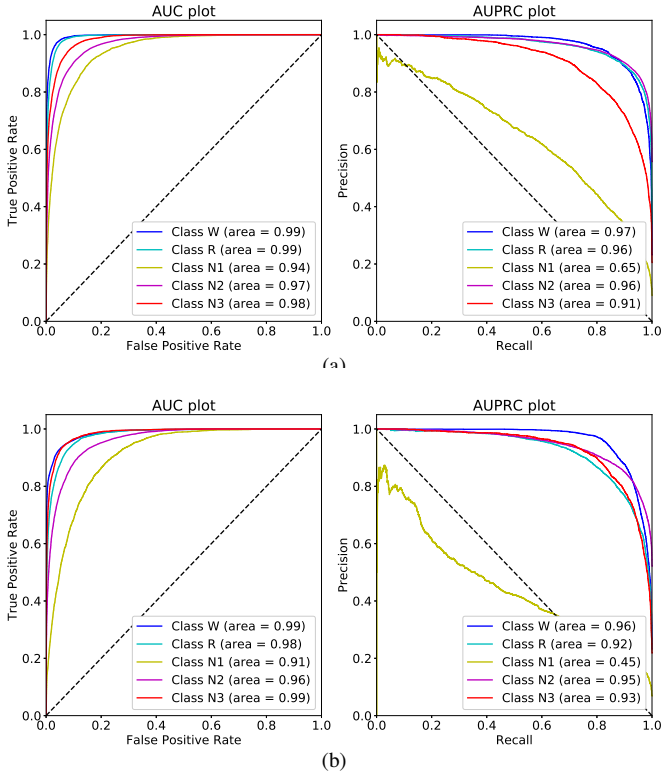 AUC plot
AUPRC plot
1.0
0.8
0.6
0.4
0.2
0.0
True Positive Rate
Class W (area = 0.99)
Class R (area = 0.99)
Class N1 (area = 0.94)
Class N2 (area = 0.97)
Class N3 (area = 0.98)
0.0 0.2 0.4 0.6 0.8 1.0
False Positive Rate
1.0
0.8
0.6
0.4
0.2
0.0
Precision
Class W (area = 0.97)
Class R (area = 0.96)
Class N1 (area = 0.65)
Class N2 (area = 0.96)
Class N3 (area = 0.91)
0.0 0.2 0.4 0.6 0.8 1.0
Recall
(a)
AUC plot
AUPRC plot
1.0
0.8
0.6
0.4
0.2
0.0
True Positive Rate
Class W (area = 0.99)
Class R (area = 0.98)
Class N1 (area = 0.91)
Class N2 (area = 0.96)
Class N3 (area = 0.99)
0.0 0.2 0.4 0.6 0.8 1.0
False Positive Rate
1.0
0.8
0.6
0.4
0.2
0.0
Precision
Class W (area = 0.96)
Class R (area = 0.92)
Class N1 (area = 0.45)
Class N2 (area = 0.95)
Class N3 (area = 0.93)
0.0 0.2 0.4 0.6 0.8 1.0
Recall
(b)